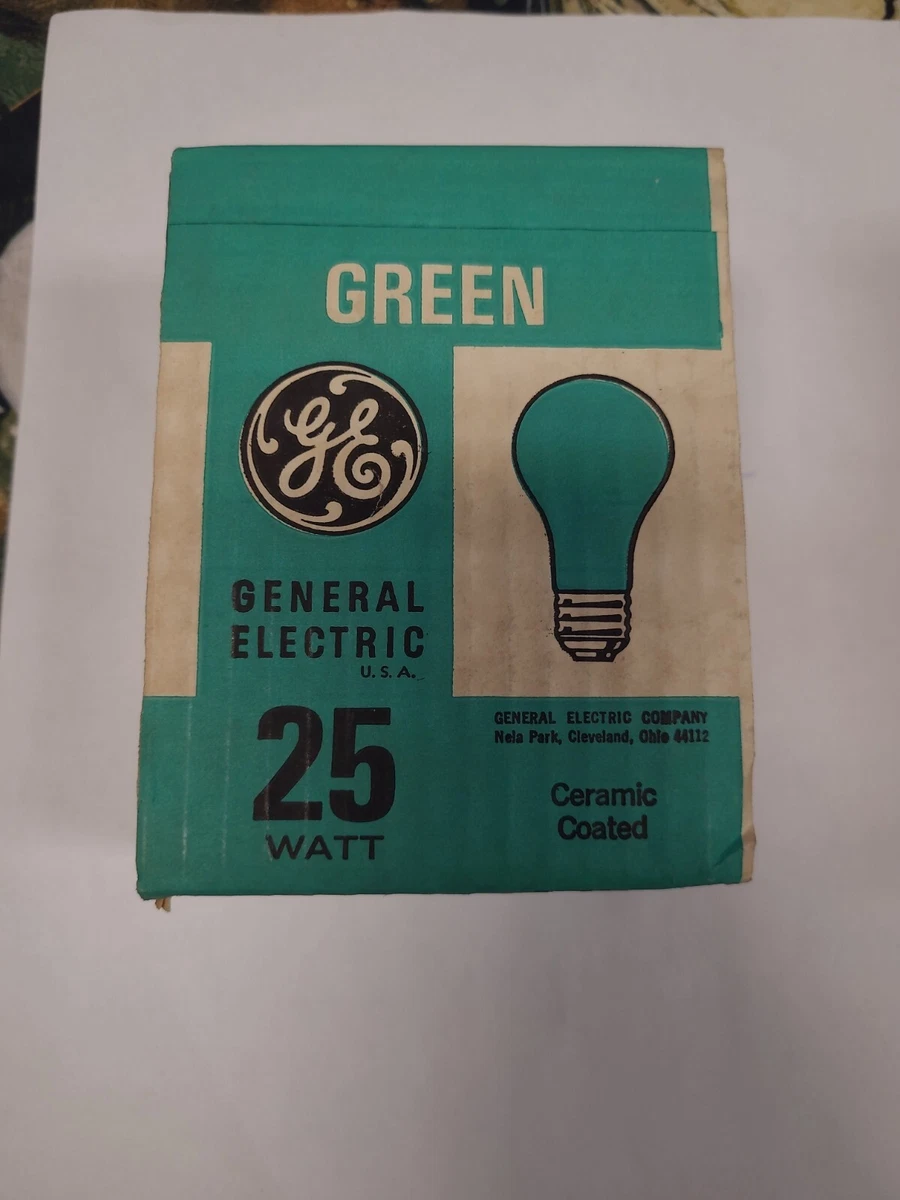 GREEN
GE
GENERAL
ELECTRIC
U.S.A.
25
WATT
GENERAL ELECTRIC COMPANY
Nela Park, Cleveland, Ohio 44112
Ceramic
Coated